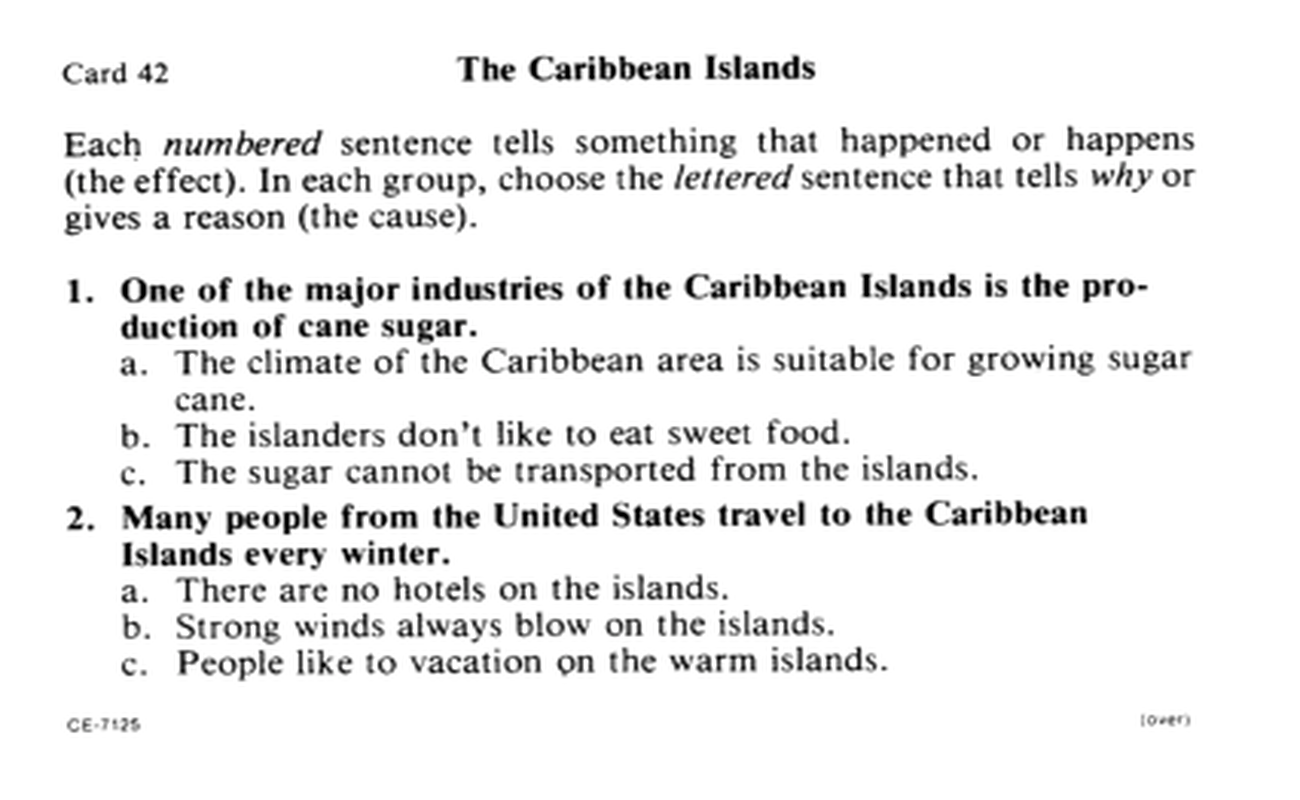 Card 42
The Caribbean Islands
Each numbered sentence tells something that happened or happens
(the effect). In each group, choose the lettered sentence that tells why or
gives a reason (the cause).
1. One of the major industries of the Caribbean Islands is the pro-
duction of cane sugar.
a. The climate of the Caribbean area is suitable for growing sugar
cane.
b. The islanders don't like to eat sweet food.
c. The sugar cannot be transported from the islands.
2. Many people from the United States travel to the Caribbean
Islands every winter.
a. There are no hotels on the islands.
b. Strong winds always blow on the islands.
c. People like to vacation on the warm islands.
CE-7125
(over)